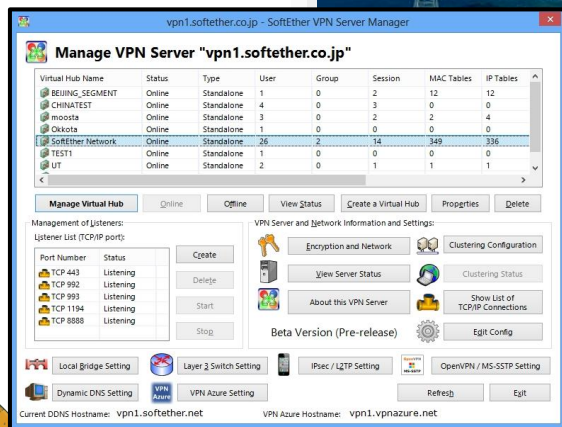 vpn1.softether.co.jp - SoftEther VPN Server Manager
Manage VPN Server "vpn1.softether.co.jp"
Virtual Hub Name Status Type User Group Session MAC Tables IP Tables
BEIJING_SEGMENT Online Standalone 1 0 2 12 12
CHINATEST Online Standalone 4 0 3 0 0
moosta Online Standalone 3 0 2 2 4
Okkota Online Standalone 1 0 0 0 0
SoftEther Network Online Standalone 26 2 14 349 336
TEST1 Online Standalone 1 0 0 0 0
UT Online Standalone 2 0 1 1 1
Manage Virtual Hub Online Offline View Status Create a Virtual Hub Properties Delete
Management of Listeners:
Listener List (TCP/IP port):
Port Number Status
TCP 443 Listening
TCP 992 Listening
TCP 993 Listening
TCP 1194 Listening
TCP 8888 Listening
Create
Delete
Start
Stop
VPN Server and Network Information and Settings:
Encryption and Network
Clustering Configuration
View Server Status
Clustering Status
About this VPN Server
Show List of
TCP/IP Connections
Beta Version (Pre-release)
Edit Config
Local Bridge Setting
Layer 3 Switch Setting
IPsec / L2TP Setting
OpenVPN
MS-SSTP
OpenVPN / MS-SSTP Setting
Dynamic DNS Setting
VPN
Azure
VPN Azure Setting
Refresh
Exit
Current DDNS Hostname: vpn1.softether.net
VPN Azure Hostname: vpn1.vpnazure.net